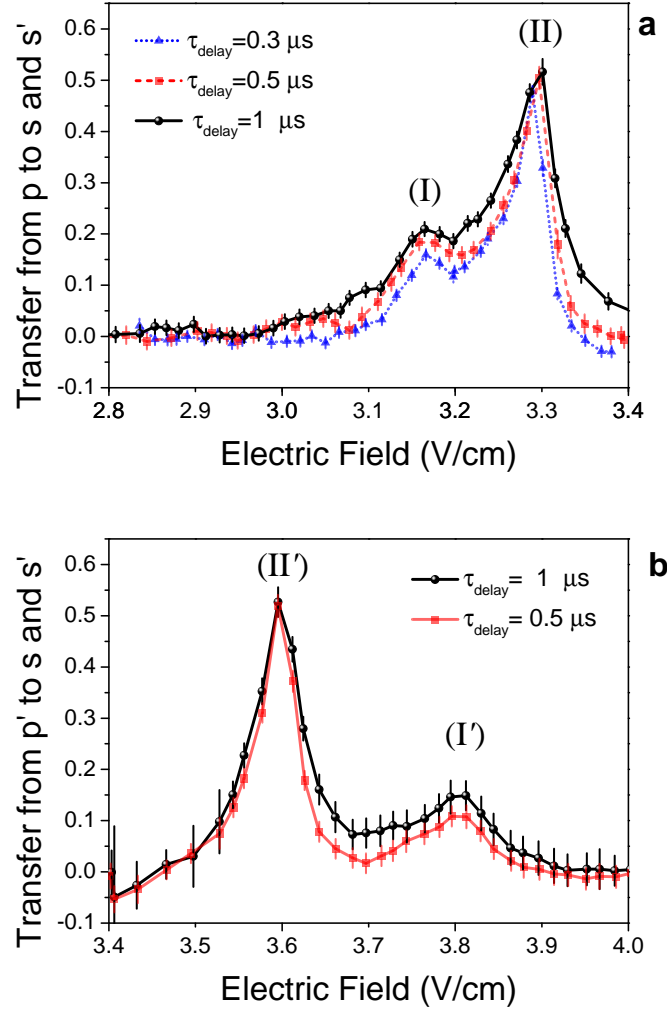 a
(II)
τdelay=0.3 μs
τdelay=0.5 μs
τdelay=1 μs
(I)
Transfer from p to s and s'
0.6
0.5
0.4
0.3
0.2
0.1
0.0
-0.1
2.8 2.9 3.0 3.1 3.2 3.3 3.4
Electric Field (V/cm)
b
(II')
τdelay= 1 μs
τdelay= 0.5 μs
(I')
Transfer from p' to s and s'
0.6
0.5
0.4
0.3
0.2
0.1
0.0
-0.1
3.4 3.5 3.6 3.7 3.8 3.9 4.0
Electric Field (V/cm)